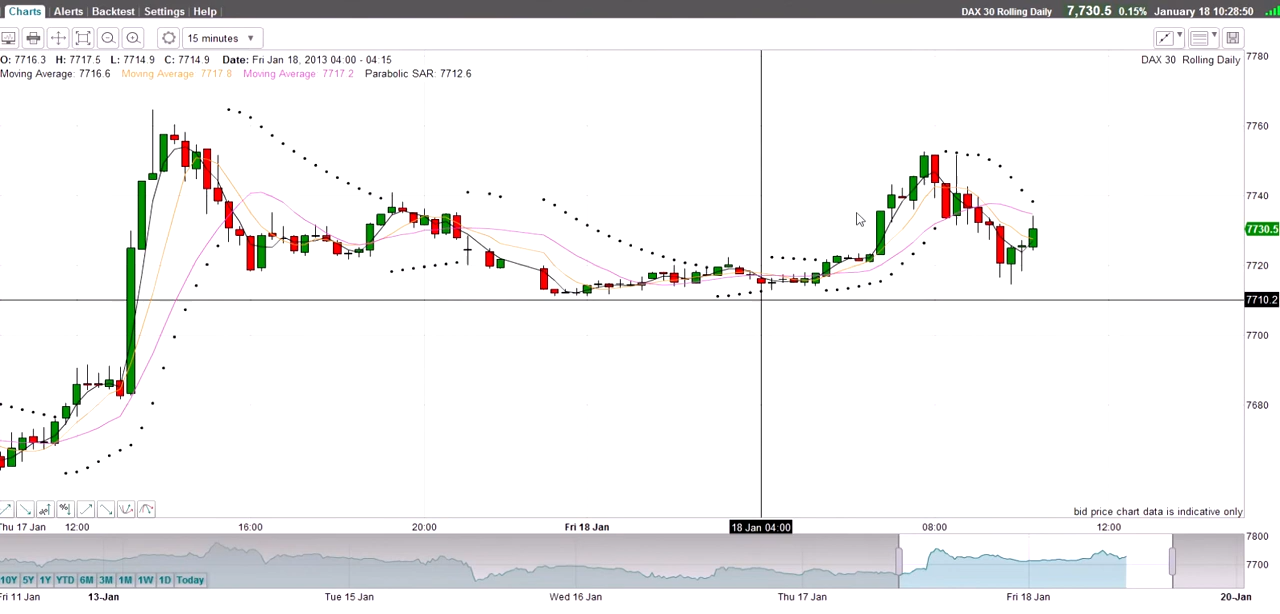 Charts Alerts Backtest Settings Help DAX 30 Rolling Daily 7,730.5 0.15% January 18 10:28:50
15 minutes
O: 7716.3 H: 7717.5 L: 7714.9 C: 7714.9 Date: Fri Jan 18, 2013 04:00 - 04:15 DAX 30 Rolling Daily
Moving Average: 7716.6 Moving Average 7717.8 Moving Average: 7717.2 Parabolic SAR: 7712.6
7780
7760
7740
7730.5
7720
7710.2
7700
7680
bid price chart data is indicative only
Thu 17 Jan 12:00 16:00 20:00 Fri 18 Jan 18 Jan 04:00 08:00 12:00
7800
7700
10Y 5Y 1Y YTD 6M 3M 1M 1W 1D Today
Fri 11 Jan 13-Jan Tue 15 Jan Wed 16 Jan Thu 17 Jan Fri 18 Jan 20-Jan